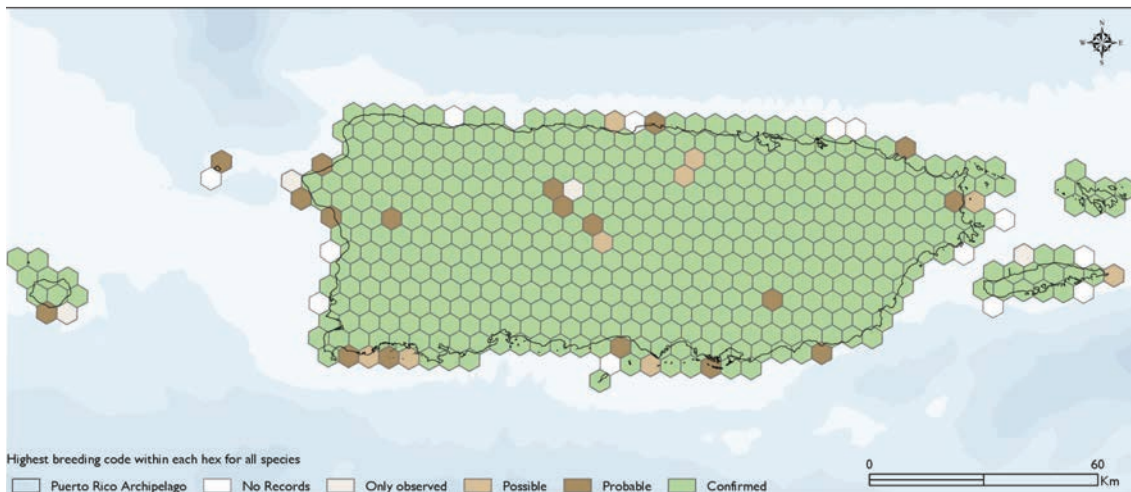 N
W E
S
Highest breeding code within each hex for all species
0 60
Km
Puerto Rico Archipelago No Records Only observed Possible Probable Confirmed